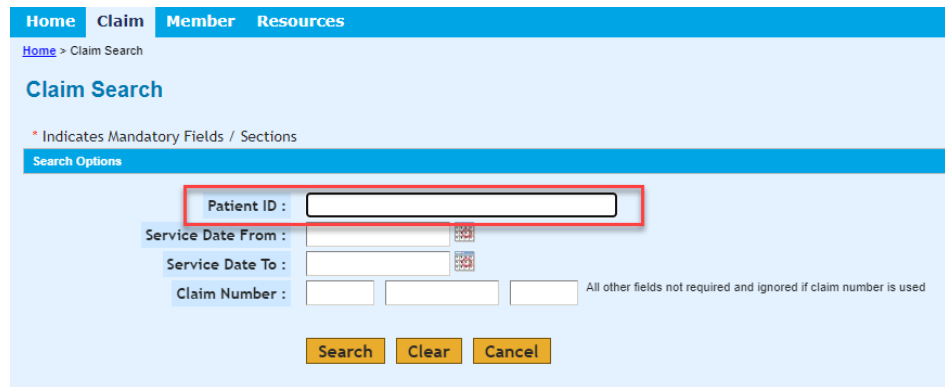 Home Claim Member Resources
Home > Claim Search
Claim Search
* Indicates Mandatory Fields / Sections
Search Options
Patient ID :
Service Date From :
Service Date To :
Claim Number : All other fields not required and ignored if claim number is used
Search Clear Cancel